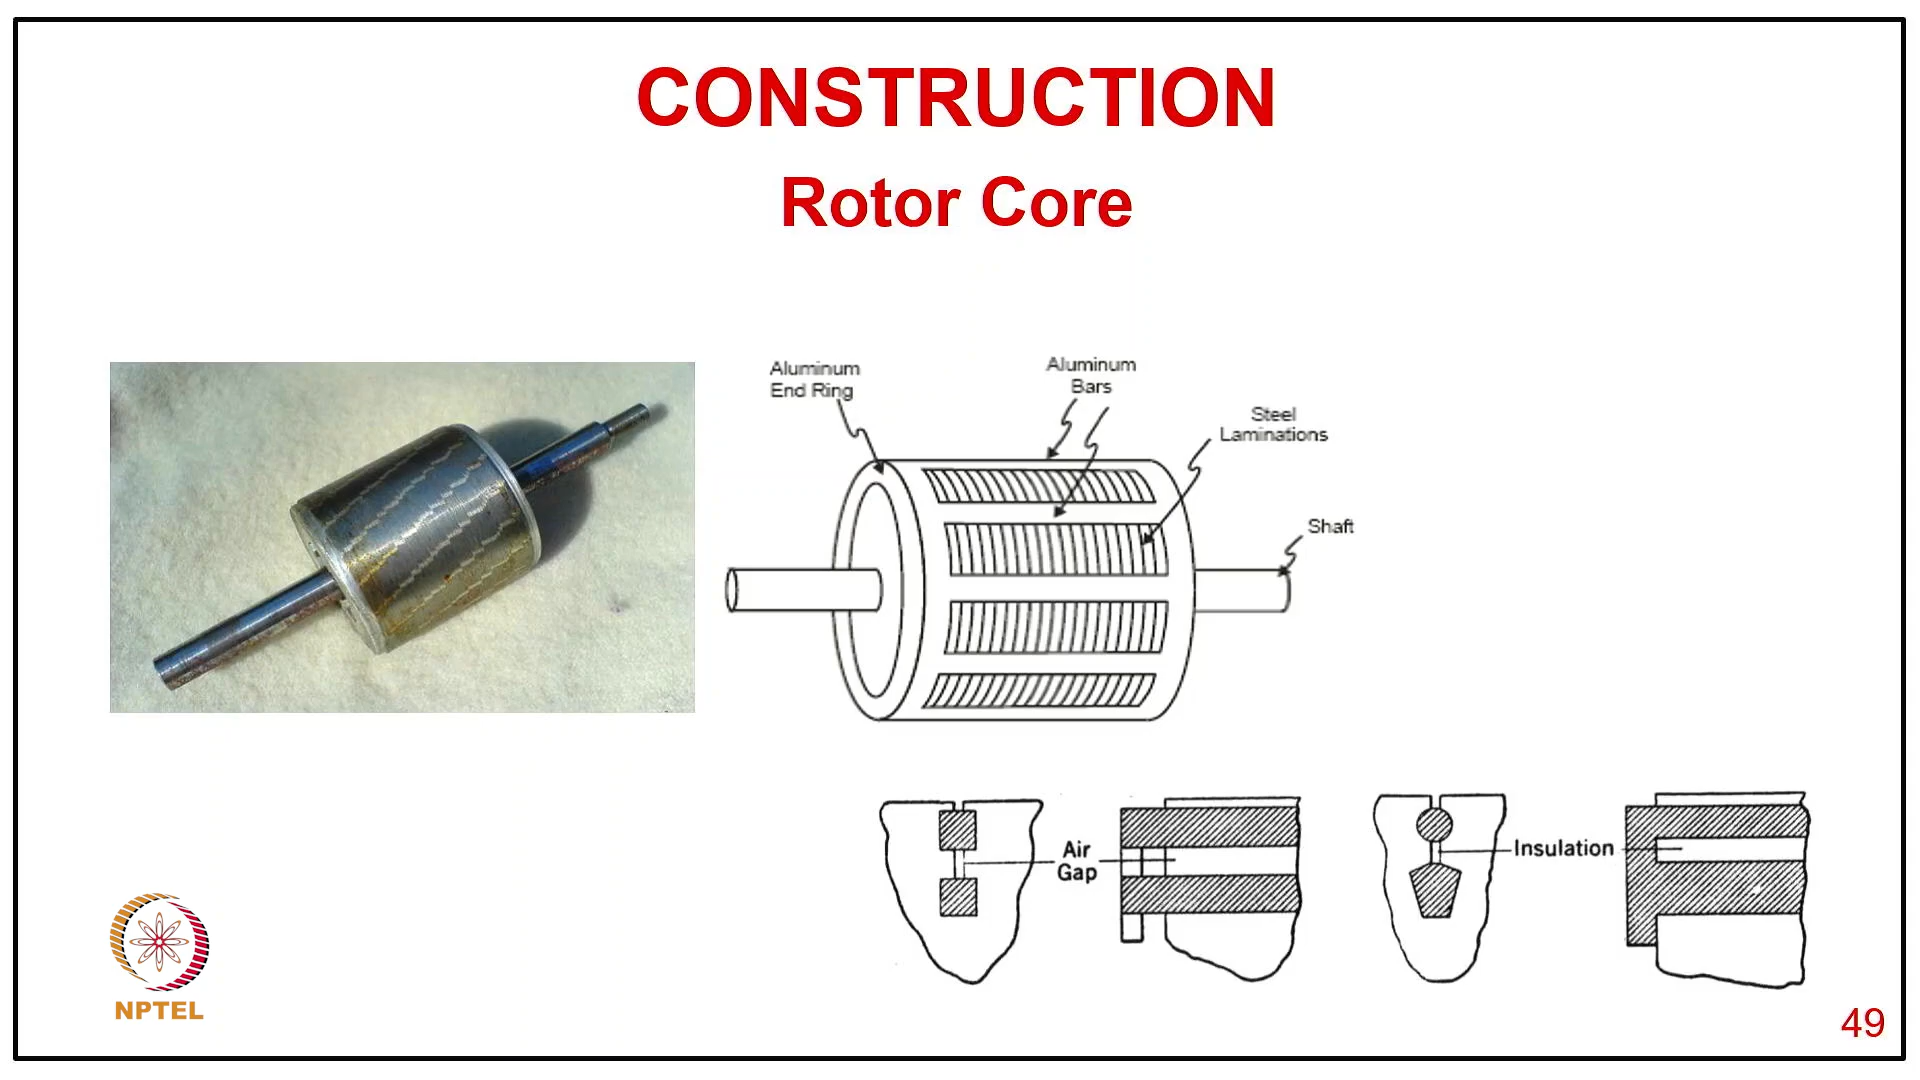 CONSTRUCTION
Rotor Core
Aluminum
End Ring
Aluminum
Bars
Steel
Laminations
Shaft
Air
Gap
Insulation
NPTEL
49